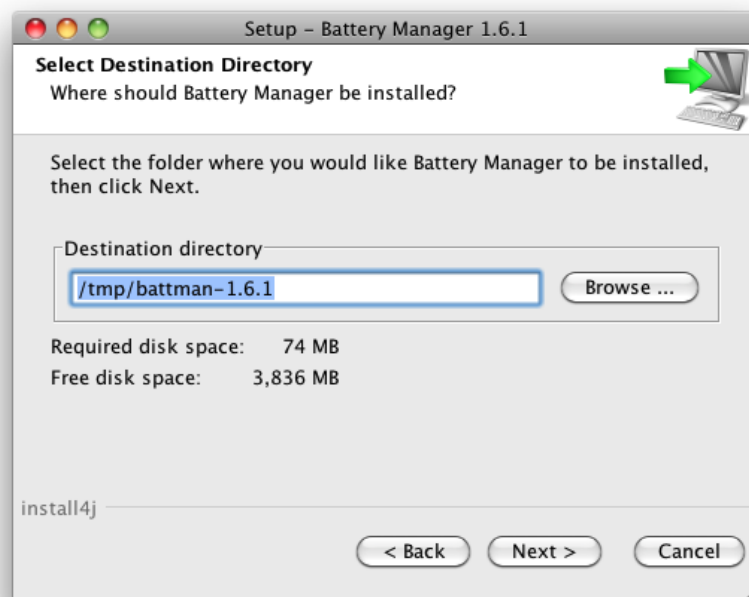 Setup – Battery Manager 1.6.1
Select Destination Directory
Where should Battery Manager be installed?
Select the folder where you would like Battery Manager to be installed,
then click Next.
Destination directory
/tmp/battman-1.6.1
Browse ...
Required disk space: 74 MB
Free disk space: 3,836 MB
install4j
< Back
Next >
Cancel